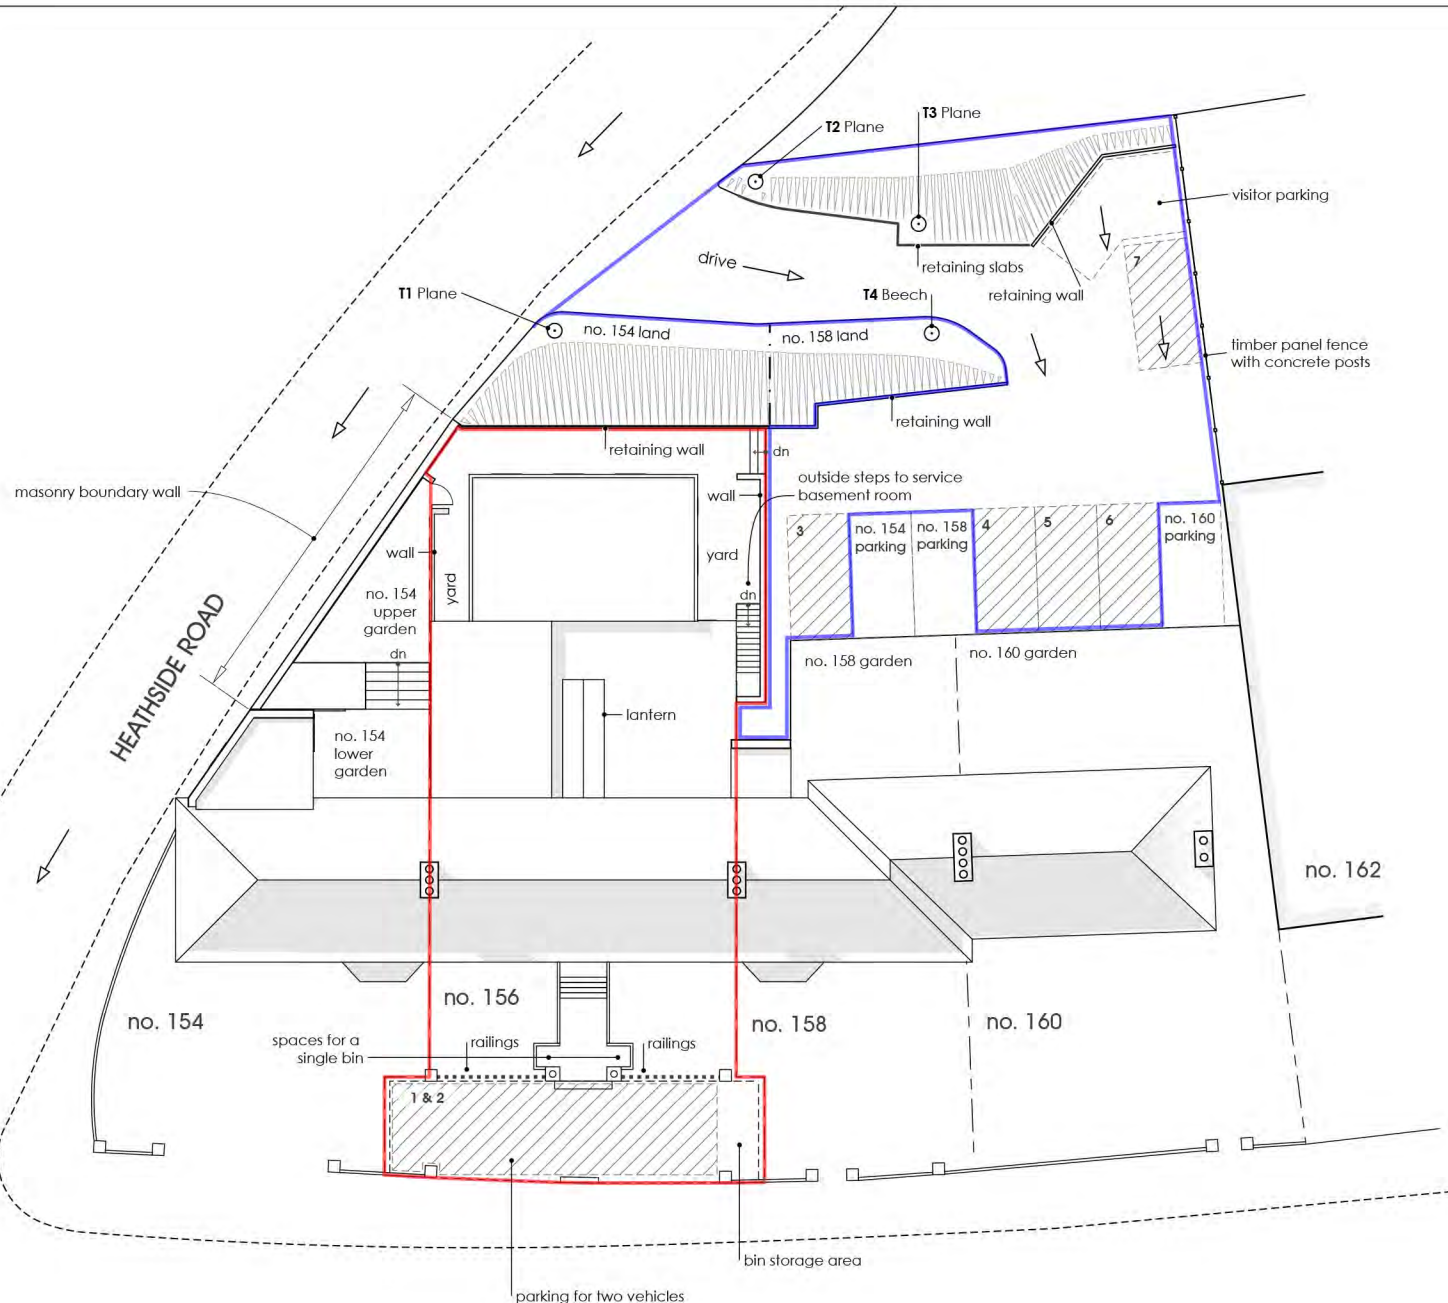 T3 Plane
T2 Plane
visitor parking
drive
retaining slabs
7
T1 Plane
T4 Beech
retaining wall
no. 154 land
no. 158 land
timber panel fence
with concrete posts
retaining wall
retaining wall
dn
outside steps to service
basement room
masonry boundary wall
wall
3
no. 154
parking
no. 158
parking
4
5
6
no. 160
parking
wall
yard
yard
no. 154
upper
garden
dn
HEATHSIDE ROAD
dn
no. 158 garden
no. 160 garden
lantern
no. 154
lower
garden
no. 162
no. 156
no. 154
no. 158
no. 160
spaces for a
single bin
railings
railings
1 & 2
bin storage area
parking for two vehicles